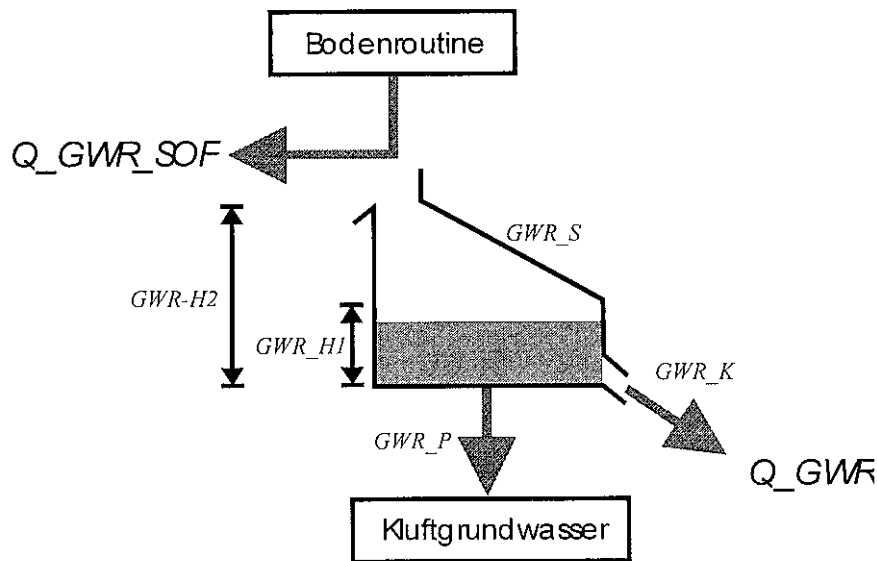 Bodenroutine
Q_GWR_SOF
GWR_S
GWR-H2
GWR_H1
GWR_K
GWR_P
Q_GWR
Kluftgrundwasser